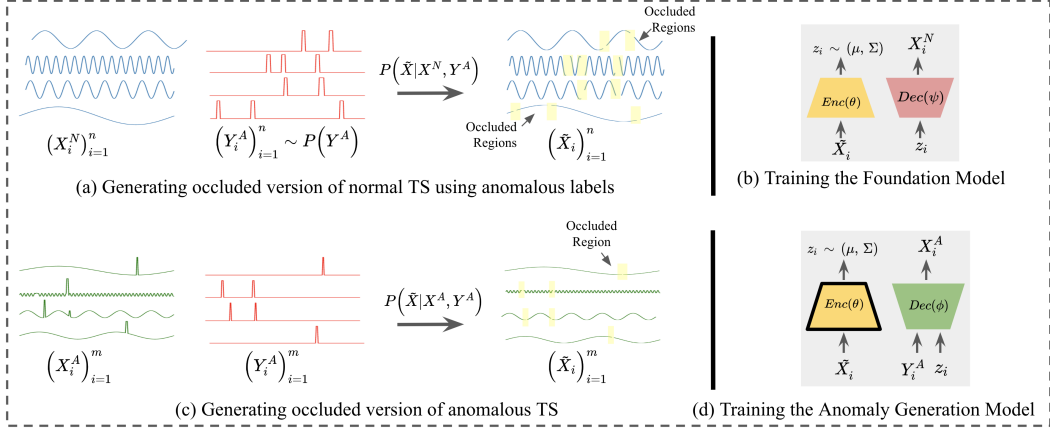 Occluded
Regions
P(X̃|X^N, Y^A)
Occluded
Regions
(X_i^N)_{i=1}^n
(Y_i^A)_{i=1}^n ∼ P(Y^A)
(X̃_i)_{i=1}^n
(a) Generating occluded version of normal TS using anomalous labels
z_i ∼ (μ, Σ)
X_i^N
Enc(θ)
Dec(ψ)
X̃_i
z_i
(b) Training the Foundation Model
Occluded
Region
P(X̃|X^A, Y^A)
(X_i^A)_{i=1}^m
(Y_i^A)_{i=1}^m
(X̃_i)_{i=1}^m
(c) Generating occluded version of anomalous TS
z_i ∼ (μ, Σ)
X_i^A
Enc(θ)
Dec(ϕ)
X̃_i
Y_i^A z_i
(d) Training the Anomaly Generation Model